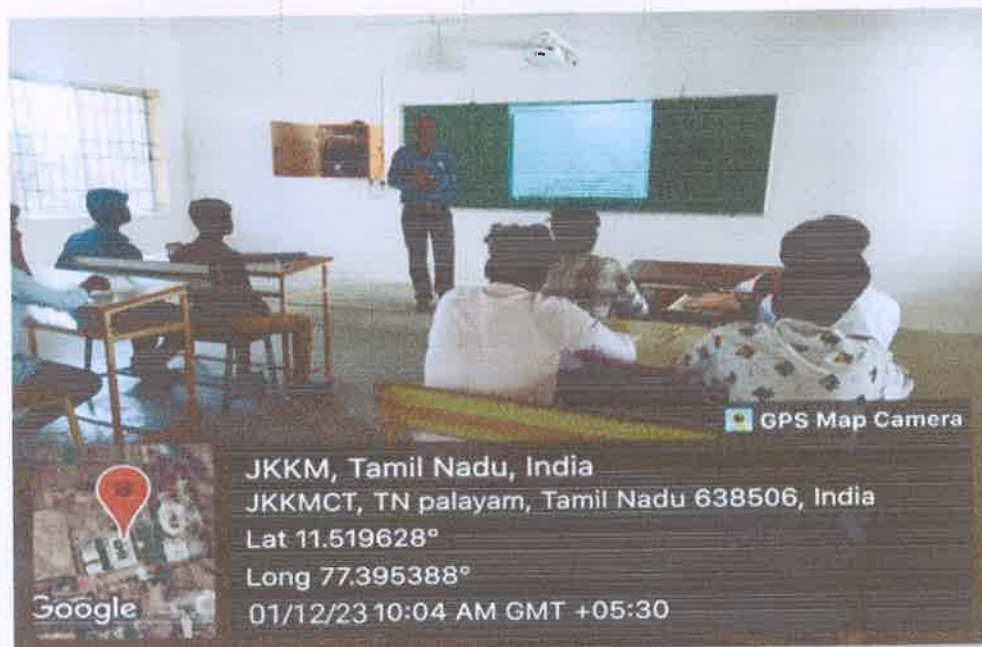 GPS Map Camera
JKKM, Tamil Nadu, India
JKKMCT, TN palayam, Tamil Nadu 638506, India
Lat 11.519628°
Long 77.395388°
01/12/23 10:04 AM GMT +05:30
Google